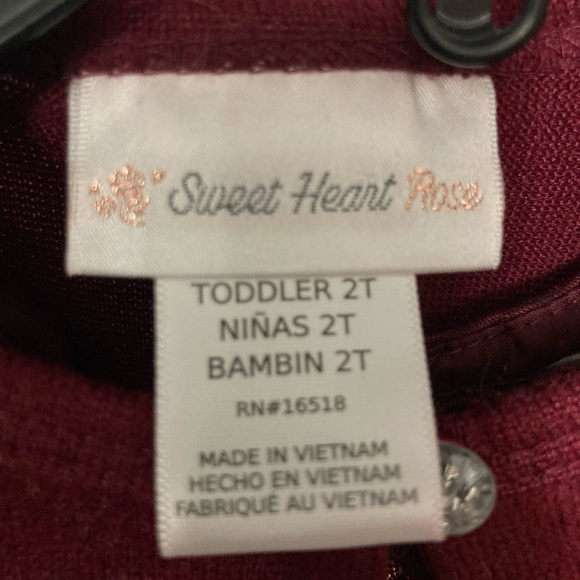 Sweet Heart Rose
TODDLER 2T
NIÑAS 2T
BAMBIN 2T
RN#16518
MADE IN VIETNAM
HECHO EN VIETNAM
FABRIQUÉ AU VIETNAM